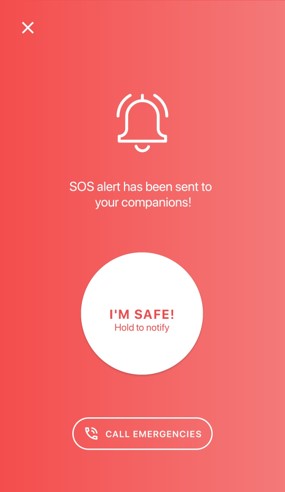 SOS alert has been sent to
your companions!
I'M SAFE!
Hold to notify
CALL EMERGENCIES